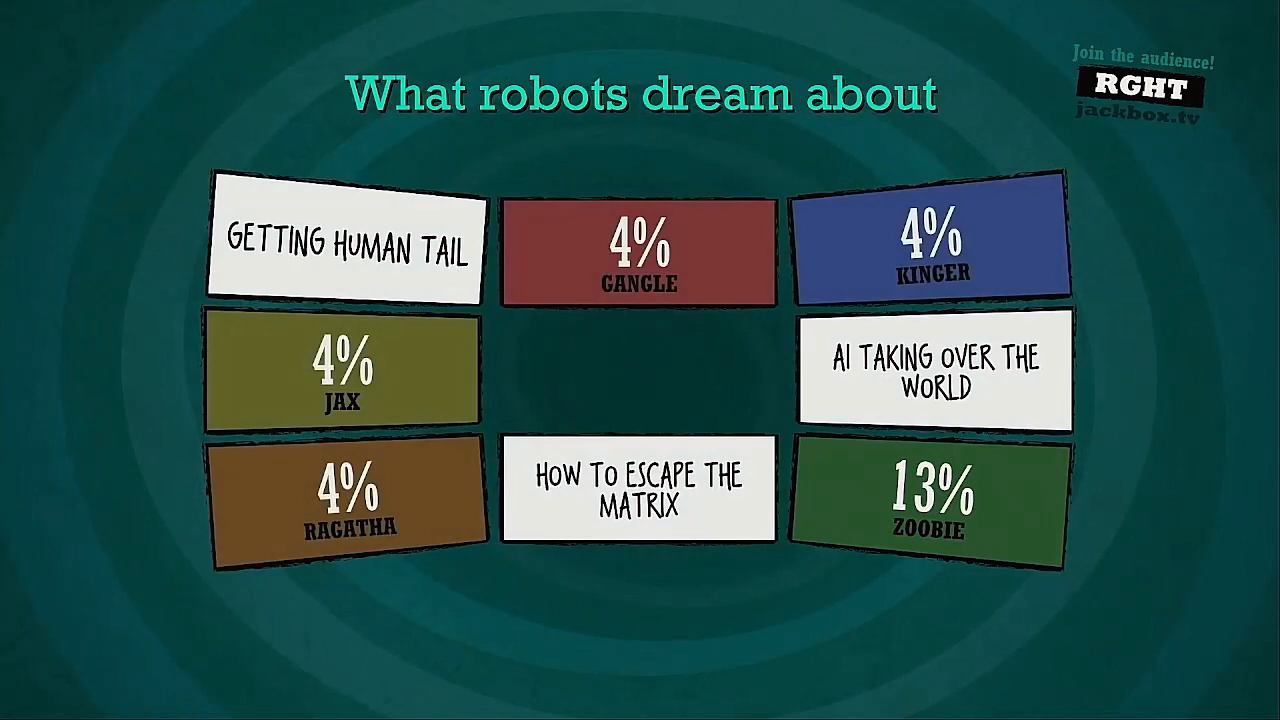 Join the audience!
RGHT
jackbox.tv
What robots dream about
GETTING HUMAN TAIL
4%
GANGLE
4%
KINGER
4%
JAX
AI TAKING OVER THE
WORLD
4%
RAGATHA
HOW TO ESCAPE THE
MATRIX
13%
ZOOBIE